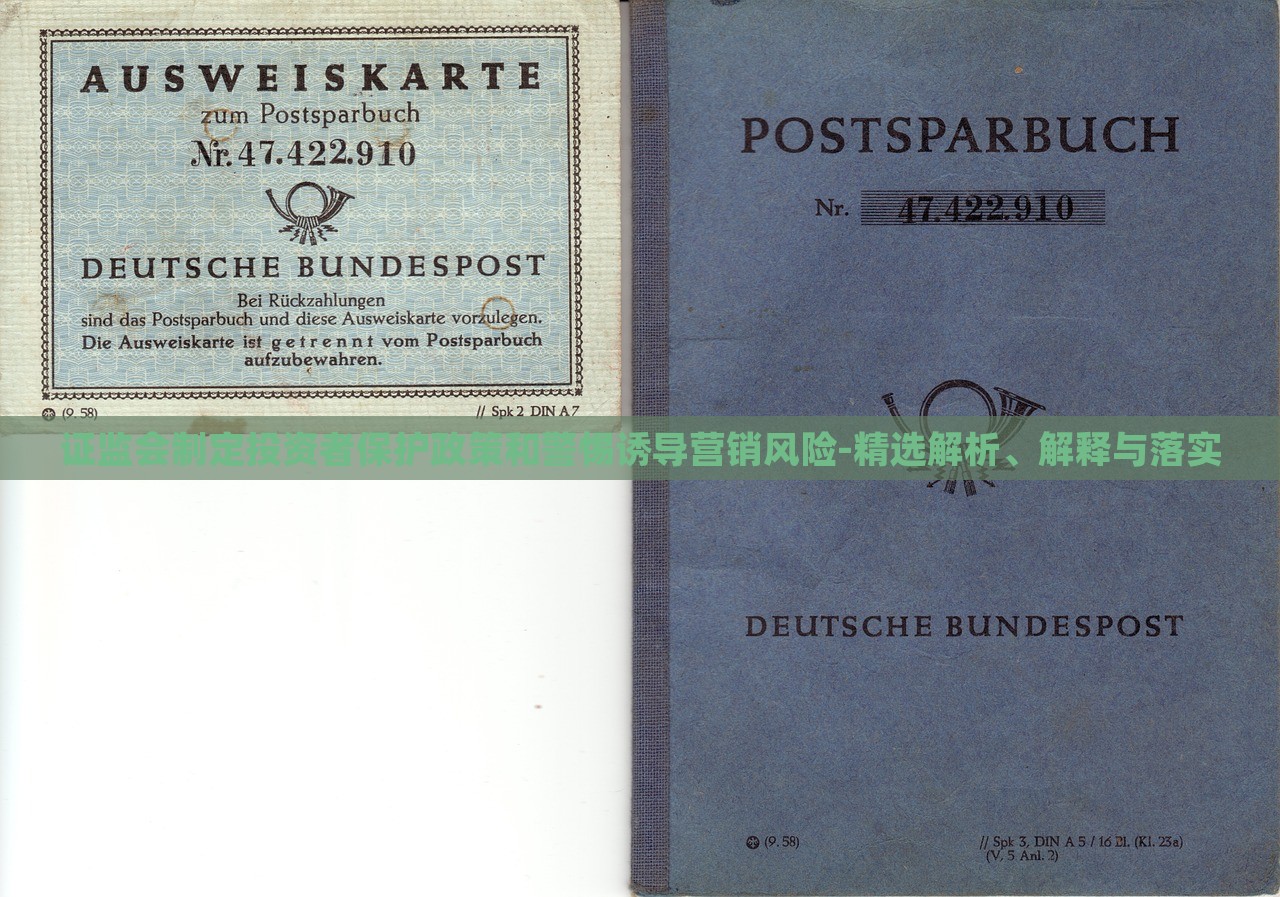 AUSWEISKARTE
zum Postsparbuch
Nr. 47.422.910
DEUTSCHE BUNDESPOST
Bei Rückzahlungen
sind das Postsparbuch und diese Ausweiskarte vorzulegen.
Die Ausweiskarte ist getrennt vom Postsparbuch
aufzubewahren.
(9. 58)
// Spk 2 DIN A 7
POSTSPARBUCH
Nr. 47.422.910
证监会制定投资者保护政策和警惕诱导营销风险-精选解析、解释与落实
DEUTSCHE BUNDESPOST
(9. 58)
// Spk 3, DIN A 5 / 16 Bl. (Kl. 23a)
(V, 5 Anl. 2)